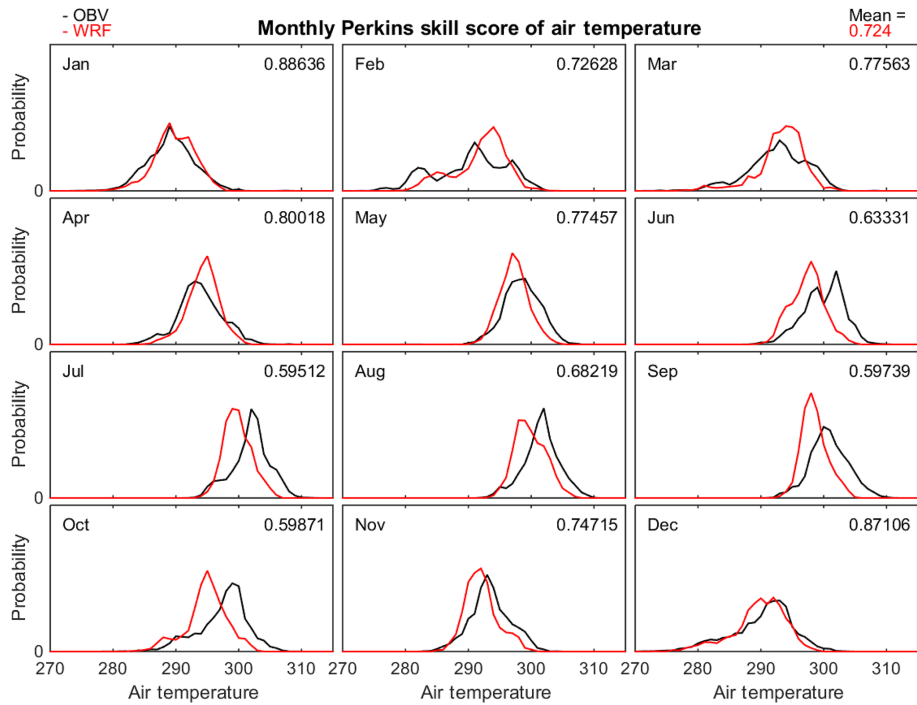 - OBV
- WRF
Monthly Perkins skill score of air temperature
Mean =
0.724
Jan 0.88636
Feb 0.72628
Mar 0.77563
Probability
0
Apr 0.80018
May 0.77457
Jun 0.63331
Probability
0
Jul 0.59512
Aug 0.68219
Sep 0.59739
Probability
0
Oct 0.59871
Nov 0.74715
Dec 0.87106
Probability
0
270 280 290 300 310
270 280 290 300 310
270 280 290 300 310
Air temperature
Air temperature
Air temperature